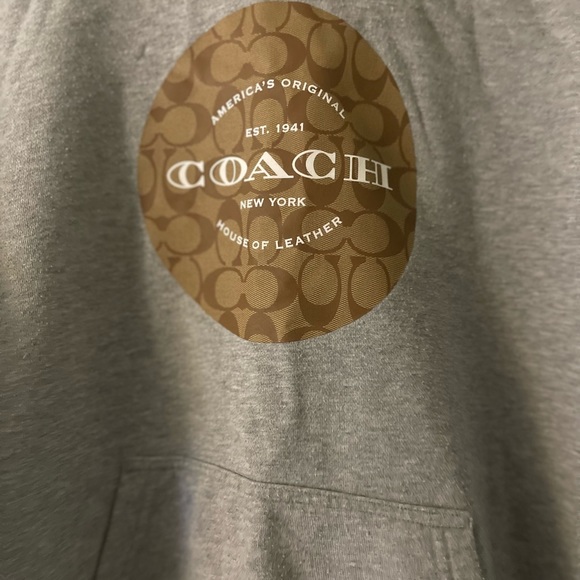 AMERICA'S ORIGINAL
EST. 1941
COACH
NEW YORK
HOUSE OF LEATHER